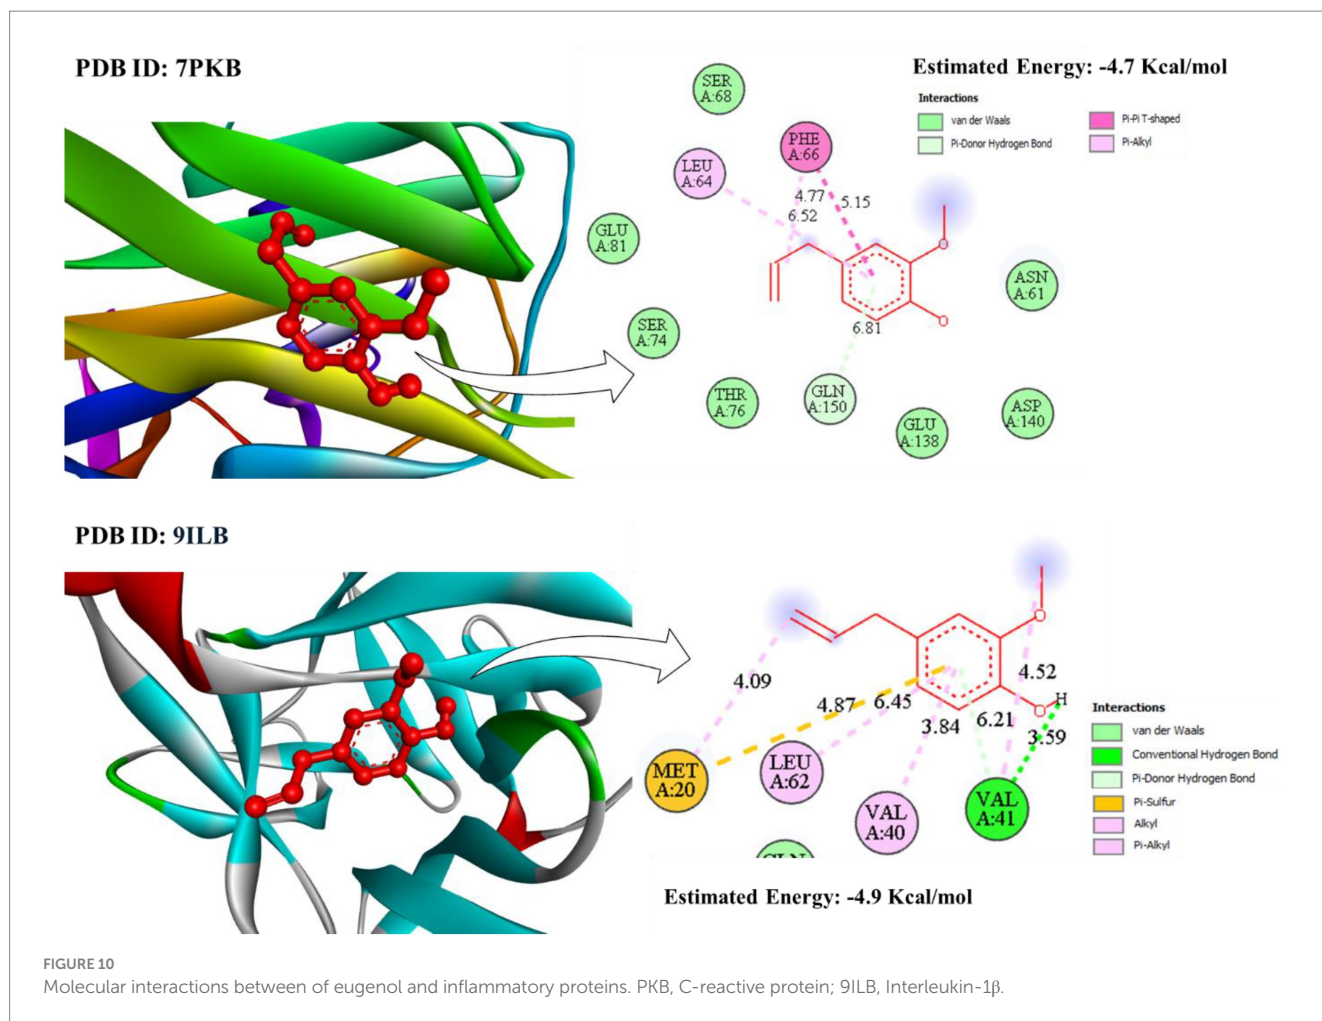 PDB ID: 7PKB
Estimated Energy: -4.7 Kcal/mol
Interactions
van der Waals
Pi-Donor Hydrogen Bond
Pi-Pi T-shaped
Pi-Alkyl
SER
A:68
PHE
A:66
LEU
A:64
4.77
5.15
6.52
GLU
A:81
O
ASN
A:61
SER
A:74
6.81
O
THR
A:76
GLN
A:150
GLU
A:138
ASP
A:140
PDB ID: 9ILB
O
4.09
4.52
H
4.87
6.45
O
3.84
6.21
3.59
MET
A:20
LEU
A:62
VAL
A:40
VAL
A:41
Interactions
van der Waals
Conventional Hydrogen Bond
Pi-Donor Hydrogen Bond
Pi-Sulfur
Alkyl
Pi-Alkyl
Estimated Energy: -4.9 Kcal/mol
FIGURE 10
Molecular interactions between of eugenol and inflammatory proteins. PKB, C-reactive protein; 9ILB, Interleukin-1β.